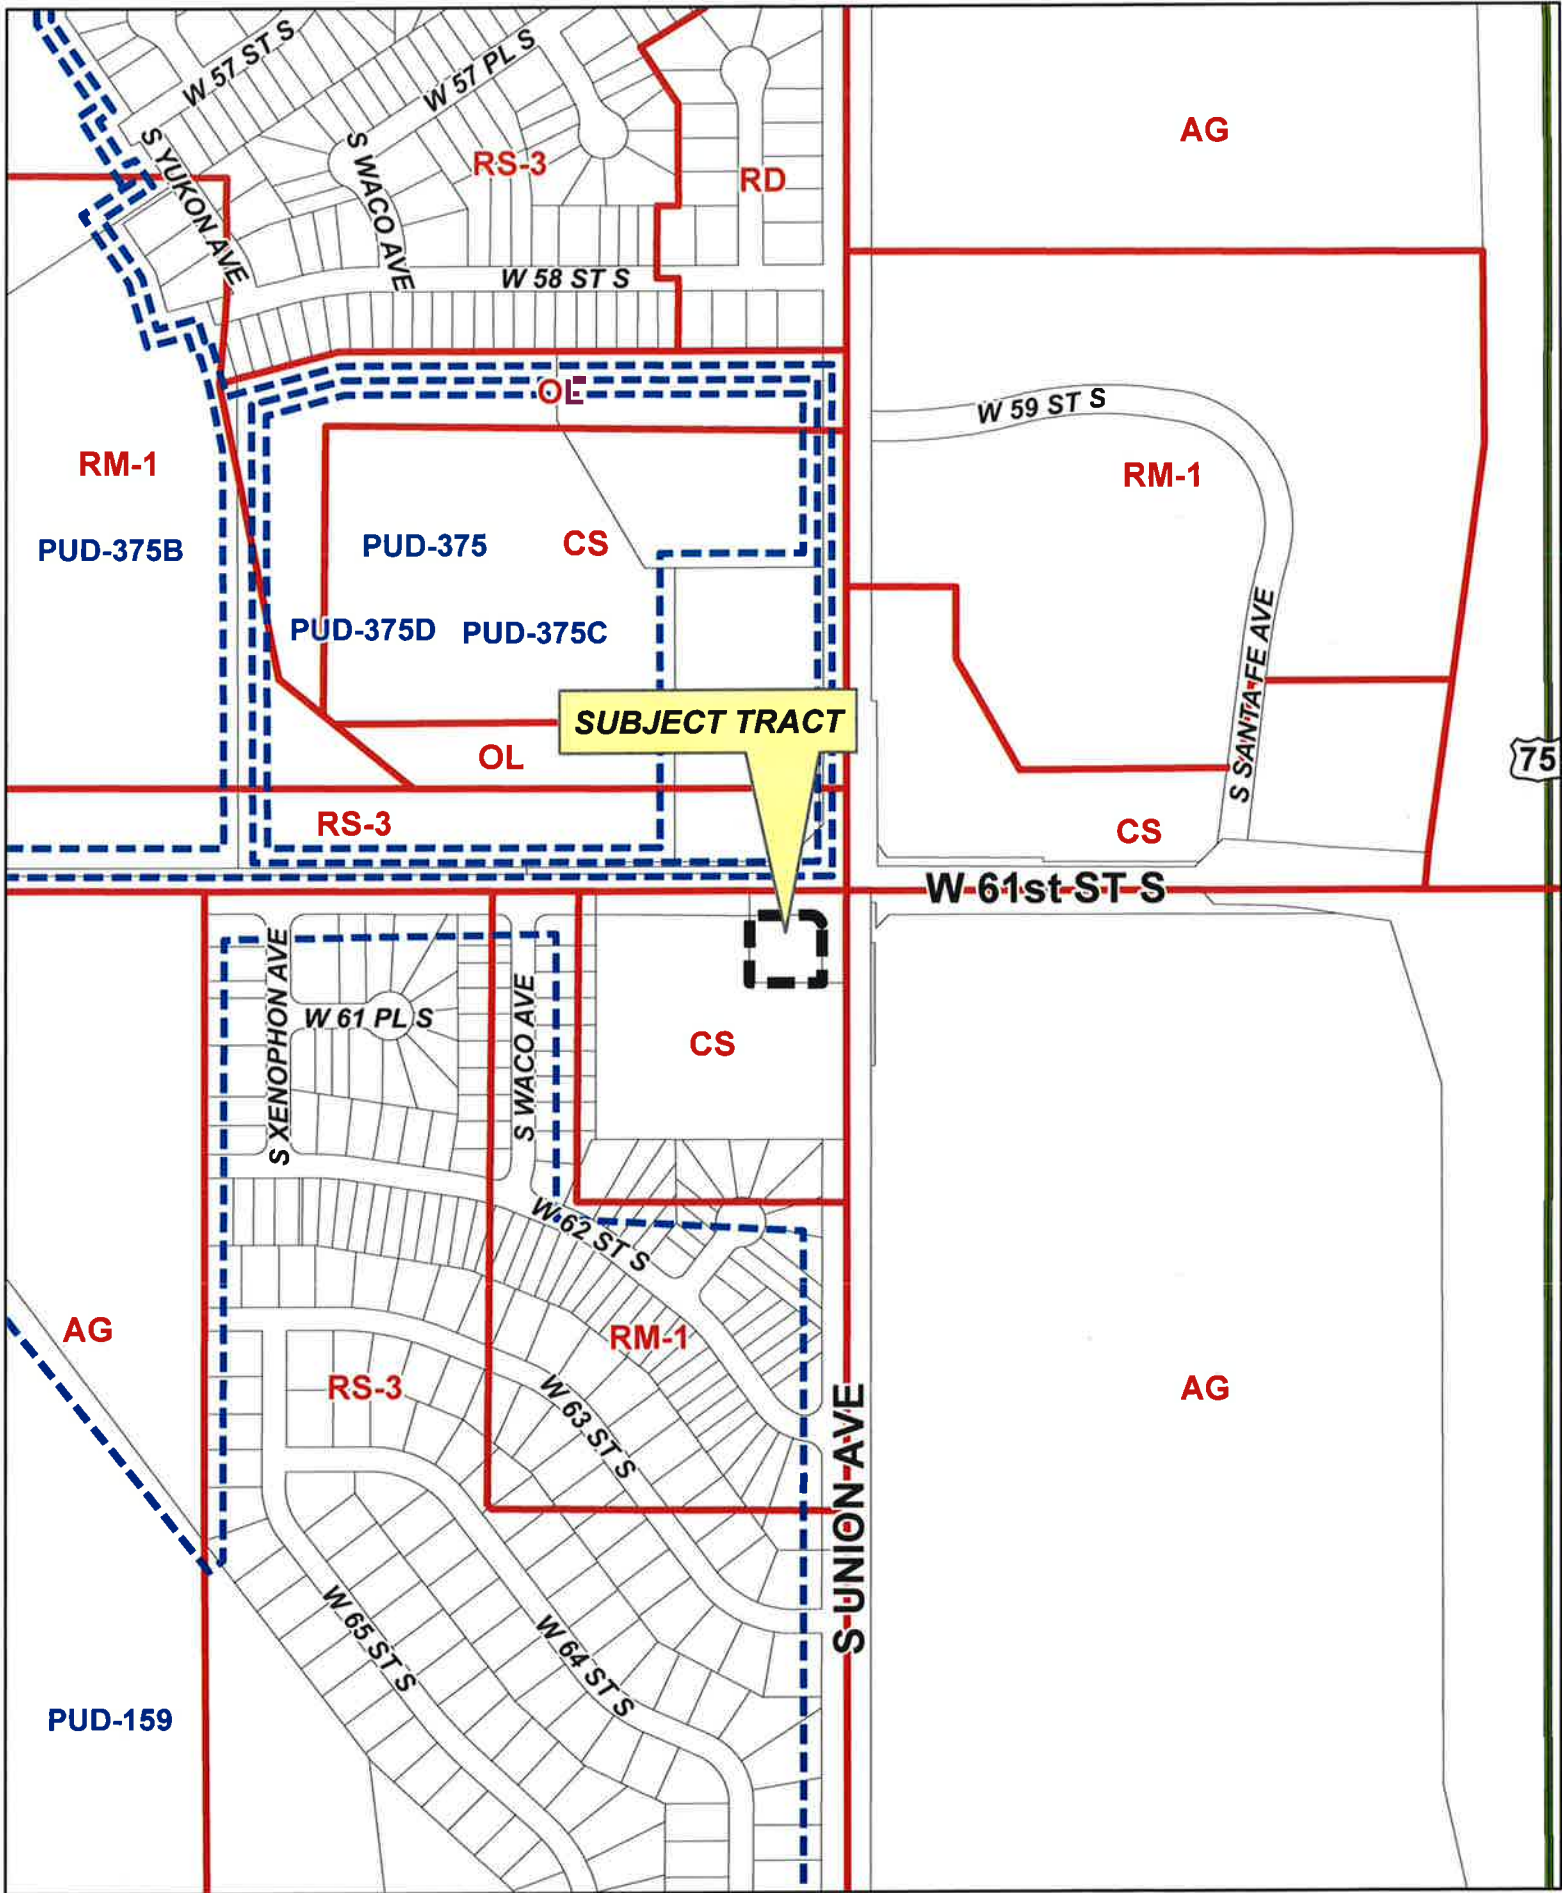 W 57 ST S
W 57 PL S
S YUKON AVE
S WACO AVE
RS-3
RD
AG
W 58 ST S
OL
W 59 ST S
RM-1
RM-1
PUD-375B
PUD-375
CS
PUD-375D
PUD-375C
S SANTA FE AVE
SUBJECT TRACT
OL
75
RS-3
CS
W 61st ST S
S XENOPHON AVE
W 61 PL S
S WACO AVE
CS
W 62 ST S
AG
RM-1
RS-3
W 63 ST S
AG
S UNION AVE
W 65 ST S
W 64 ST S
PUD-159